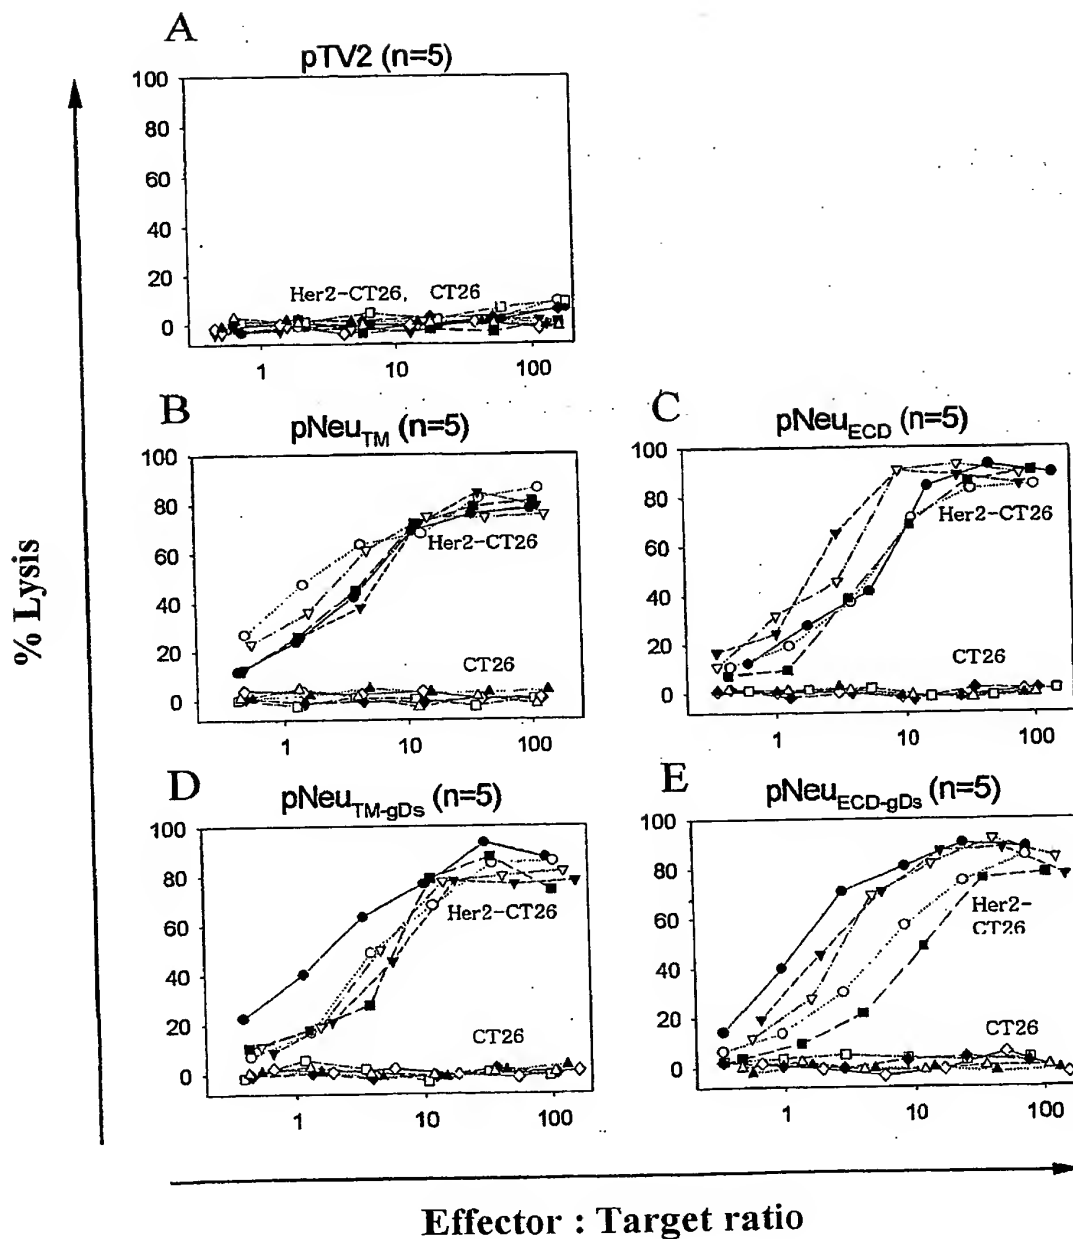 A
pTV2 (n=5)
100
80
60
40
20
0
Her2-CT26, CT26
1 10 100
B
pNeuTM (n=5)
100
80
60
40
20
0
Her2-CT26
CT26
1 10 100
C
pNeuECD (n=5)
100
80
60
40
20
0
Her2-CT26
CT26
1 10 100
D
pNeuTM-gDs (n=5)
100
80
60
40
20
0
Her2-CT26
CT26
1 10 100
E
pNeuECD-gDs (n=5)
100
80
60
40
20
0
Her2-
CT26
CT26
1 10 100
% Lysis
Effector : Target ratio